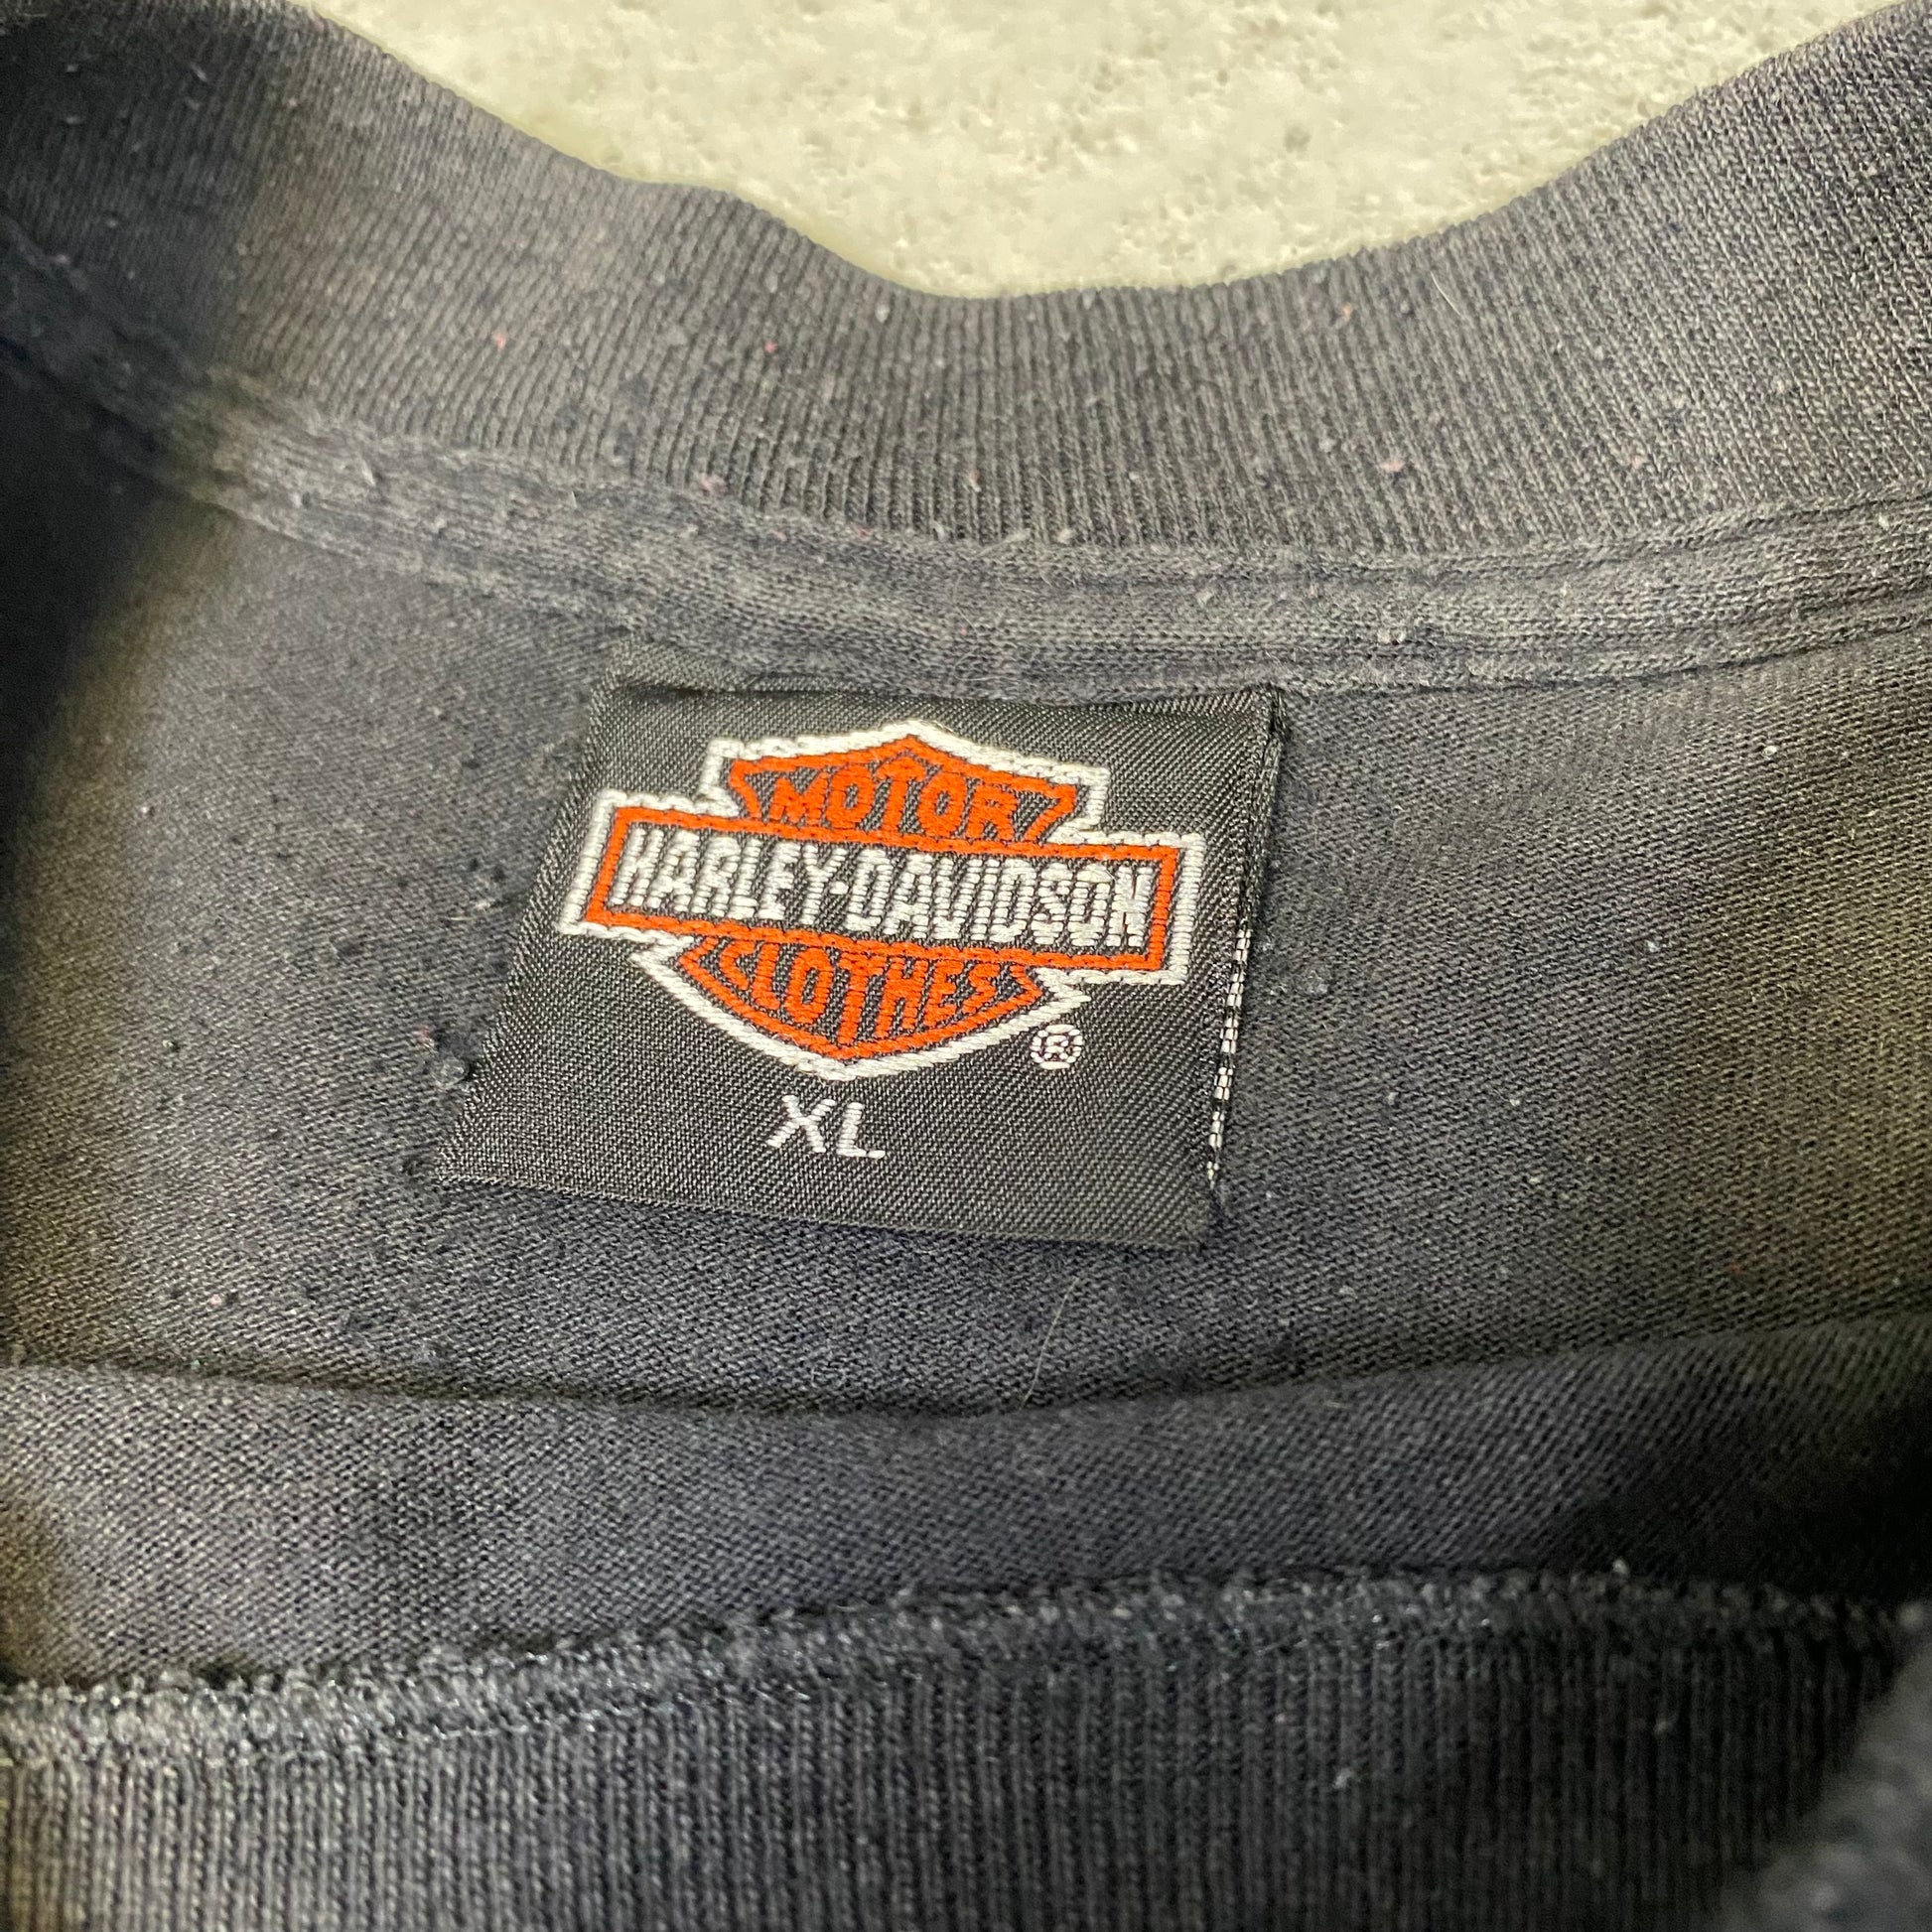 MOTOR
HARLEY-DAVIDSON
CLOTHES
®
XL